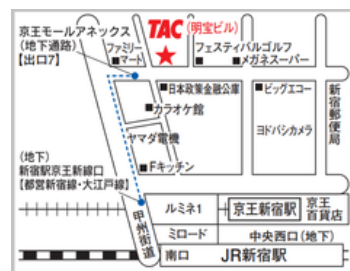 京王モールアネックス
(地下通路)
【出口7】
TAC (明宝ビル)
ファミリー
マート
フェスティバルゴルフ
メガネスーパー
日本政策金融公庫
ビックエコー
カラオケ館
ヤマダ電機
ヨドバシカメラ
新宿郵便局
Fキッチン
(地下)
新宿駅京王新線口
【都営新宿線・大江戸線】
甲州街道
ルミネ1
京王新宿駅
京王
百貨店
ミロード
中央西口(地下)
南口
JR新宿駅